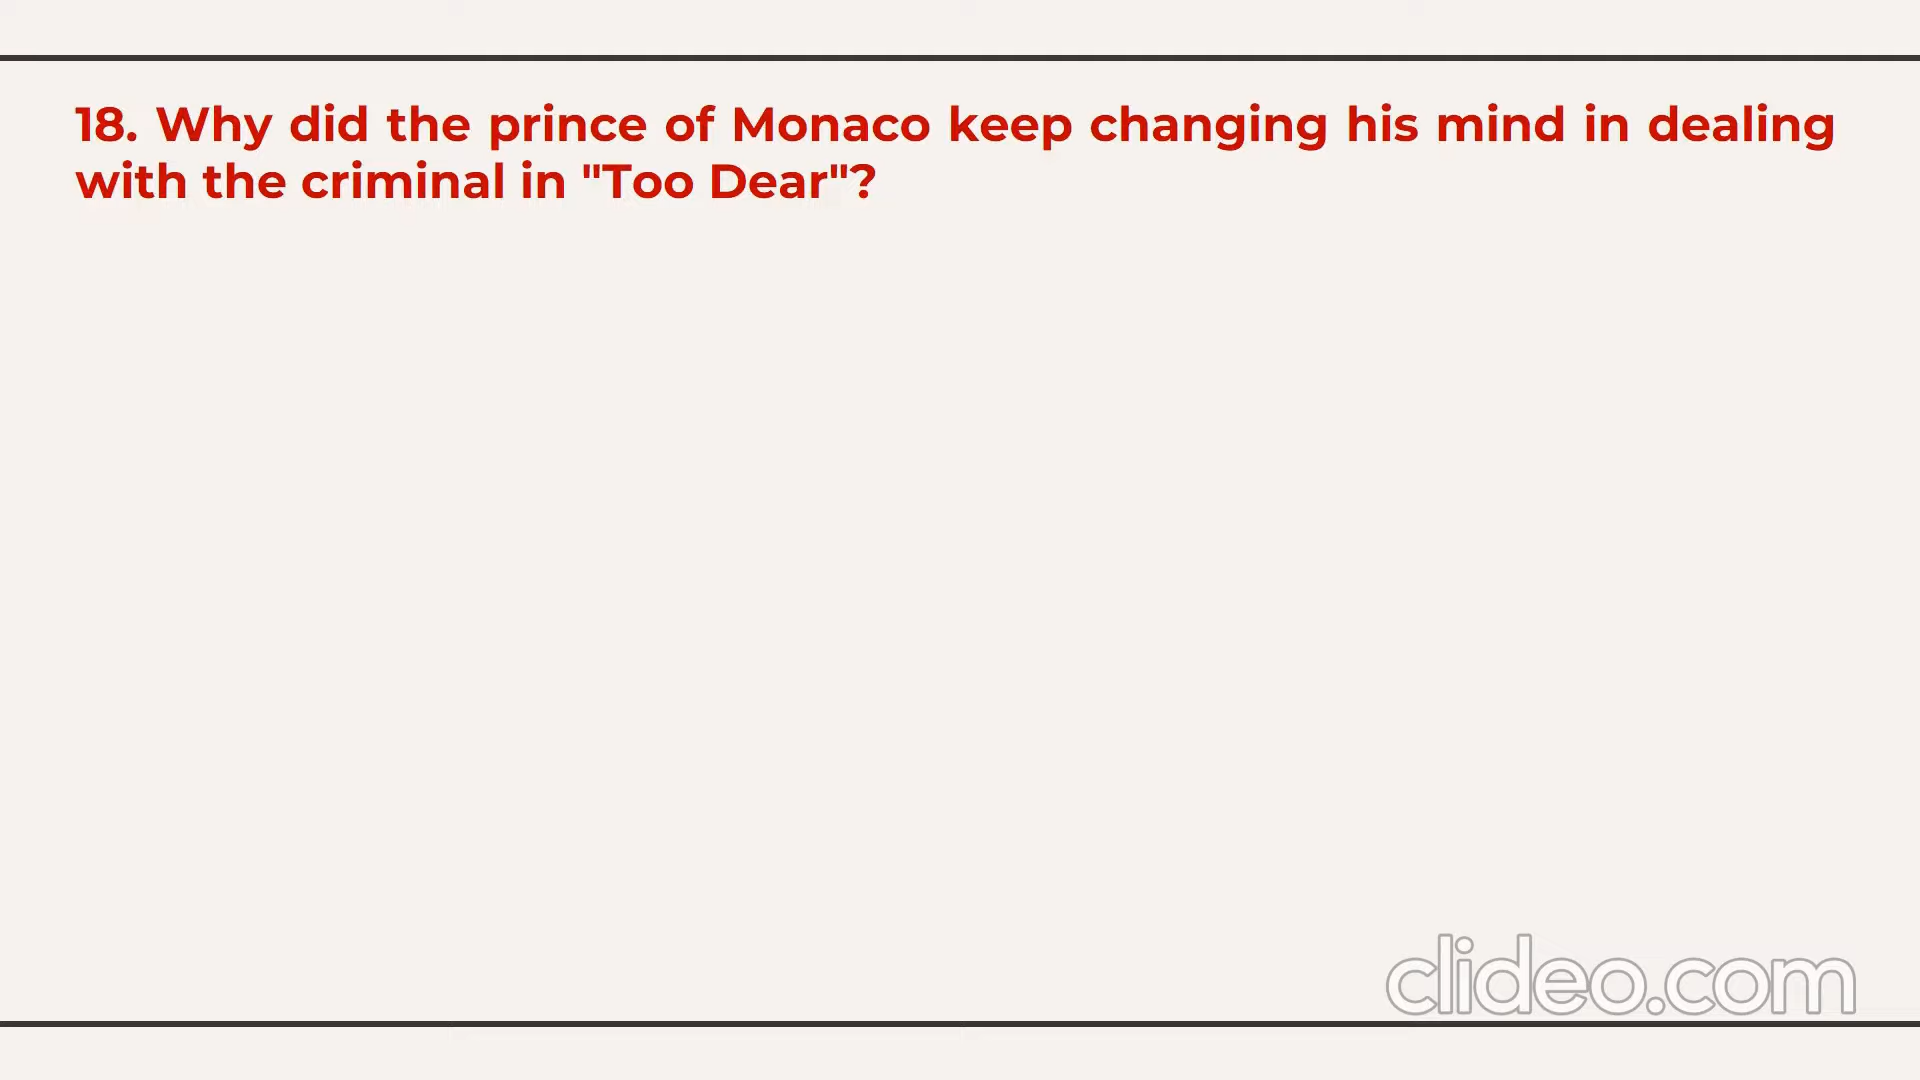 18. Why did the prince of Monaco keep changing his mind in dealing
with the criminal in "Too Dear"?
clideo.com